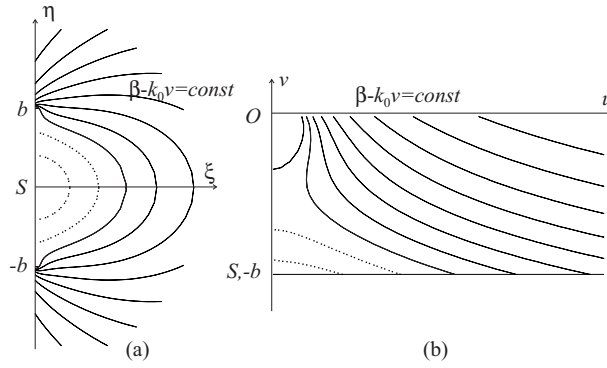 η
β-k₀v=const
b
S
ξ
-b
(a)
v
β-k₀v=const
O
u
S,-b
(b)